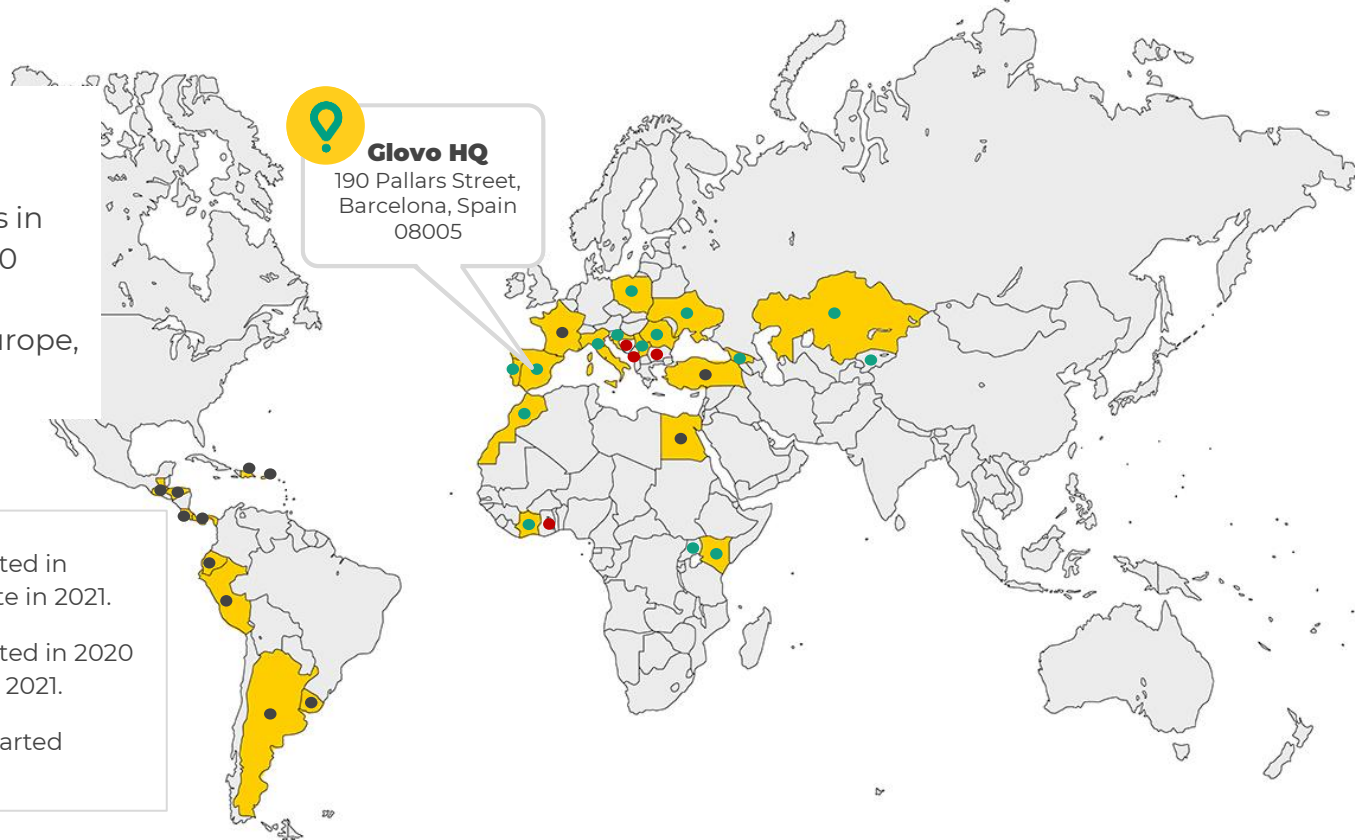 Glovo HQ
190 Pallars Street,
Barcelona, Spain
08005
s in
0
urope,
ted in
te in 2021.
ted in 2020
2021.
arted